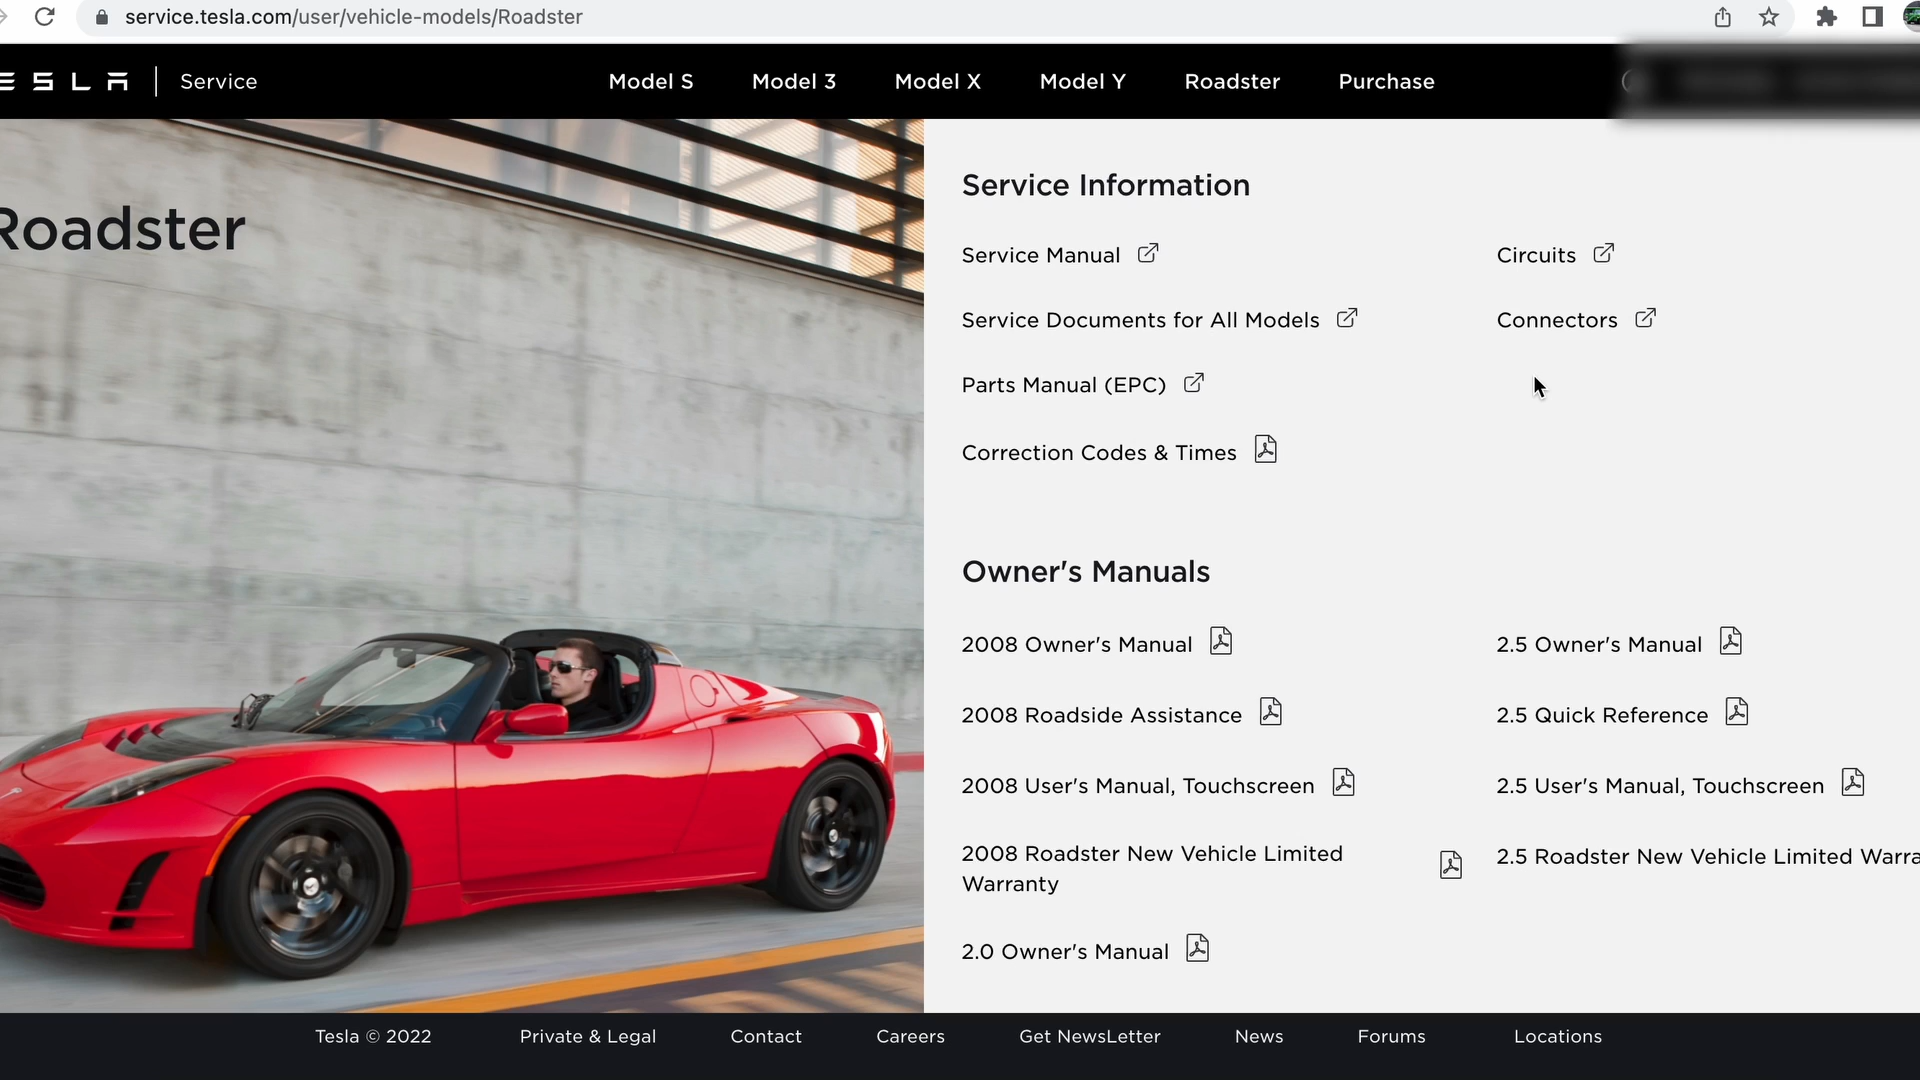 service.tesla.com/user/vehicle-models/Roadster
ESLA | Service
Model S
Model 3
Model X
Model Y
Roadster
Purchase
Roadster
Service Information
Service Manual
Circuits
Service Documents for All Models
Connectors
Parts Manual (EPC)
Correction Codes & Times
Owner's Manuals
2008 Owner's Manual
2.5 Owner's Manual
2008 Roadside Assistance
2.5 Quick Reference
2008 User's Manual, Touchscreen
2.5 User's Manual, Touchscreen
2008 Roadster New Vehicle Limited
Warranty
2.5 Roadster New Vehicle Limited Warra
2.0 Owner's Manual
Tesla © 2022
Private & Legal
Contact
Careers
Get NewsLetter
News
Forums
Locations